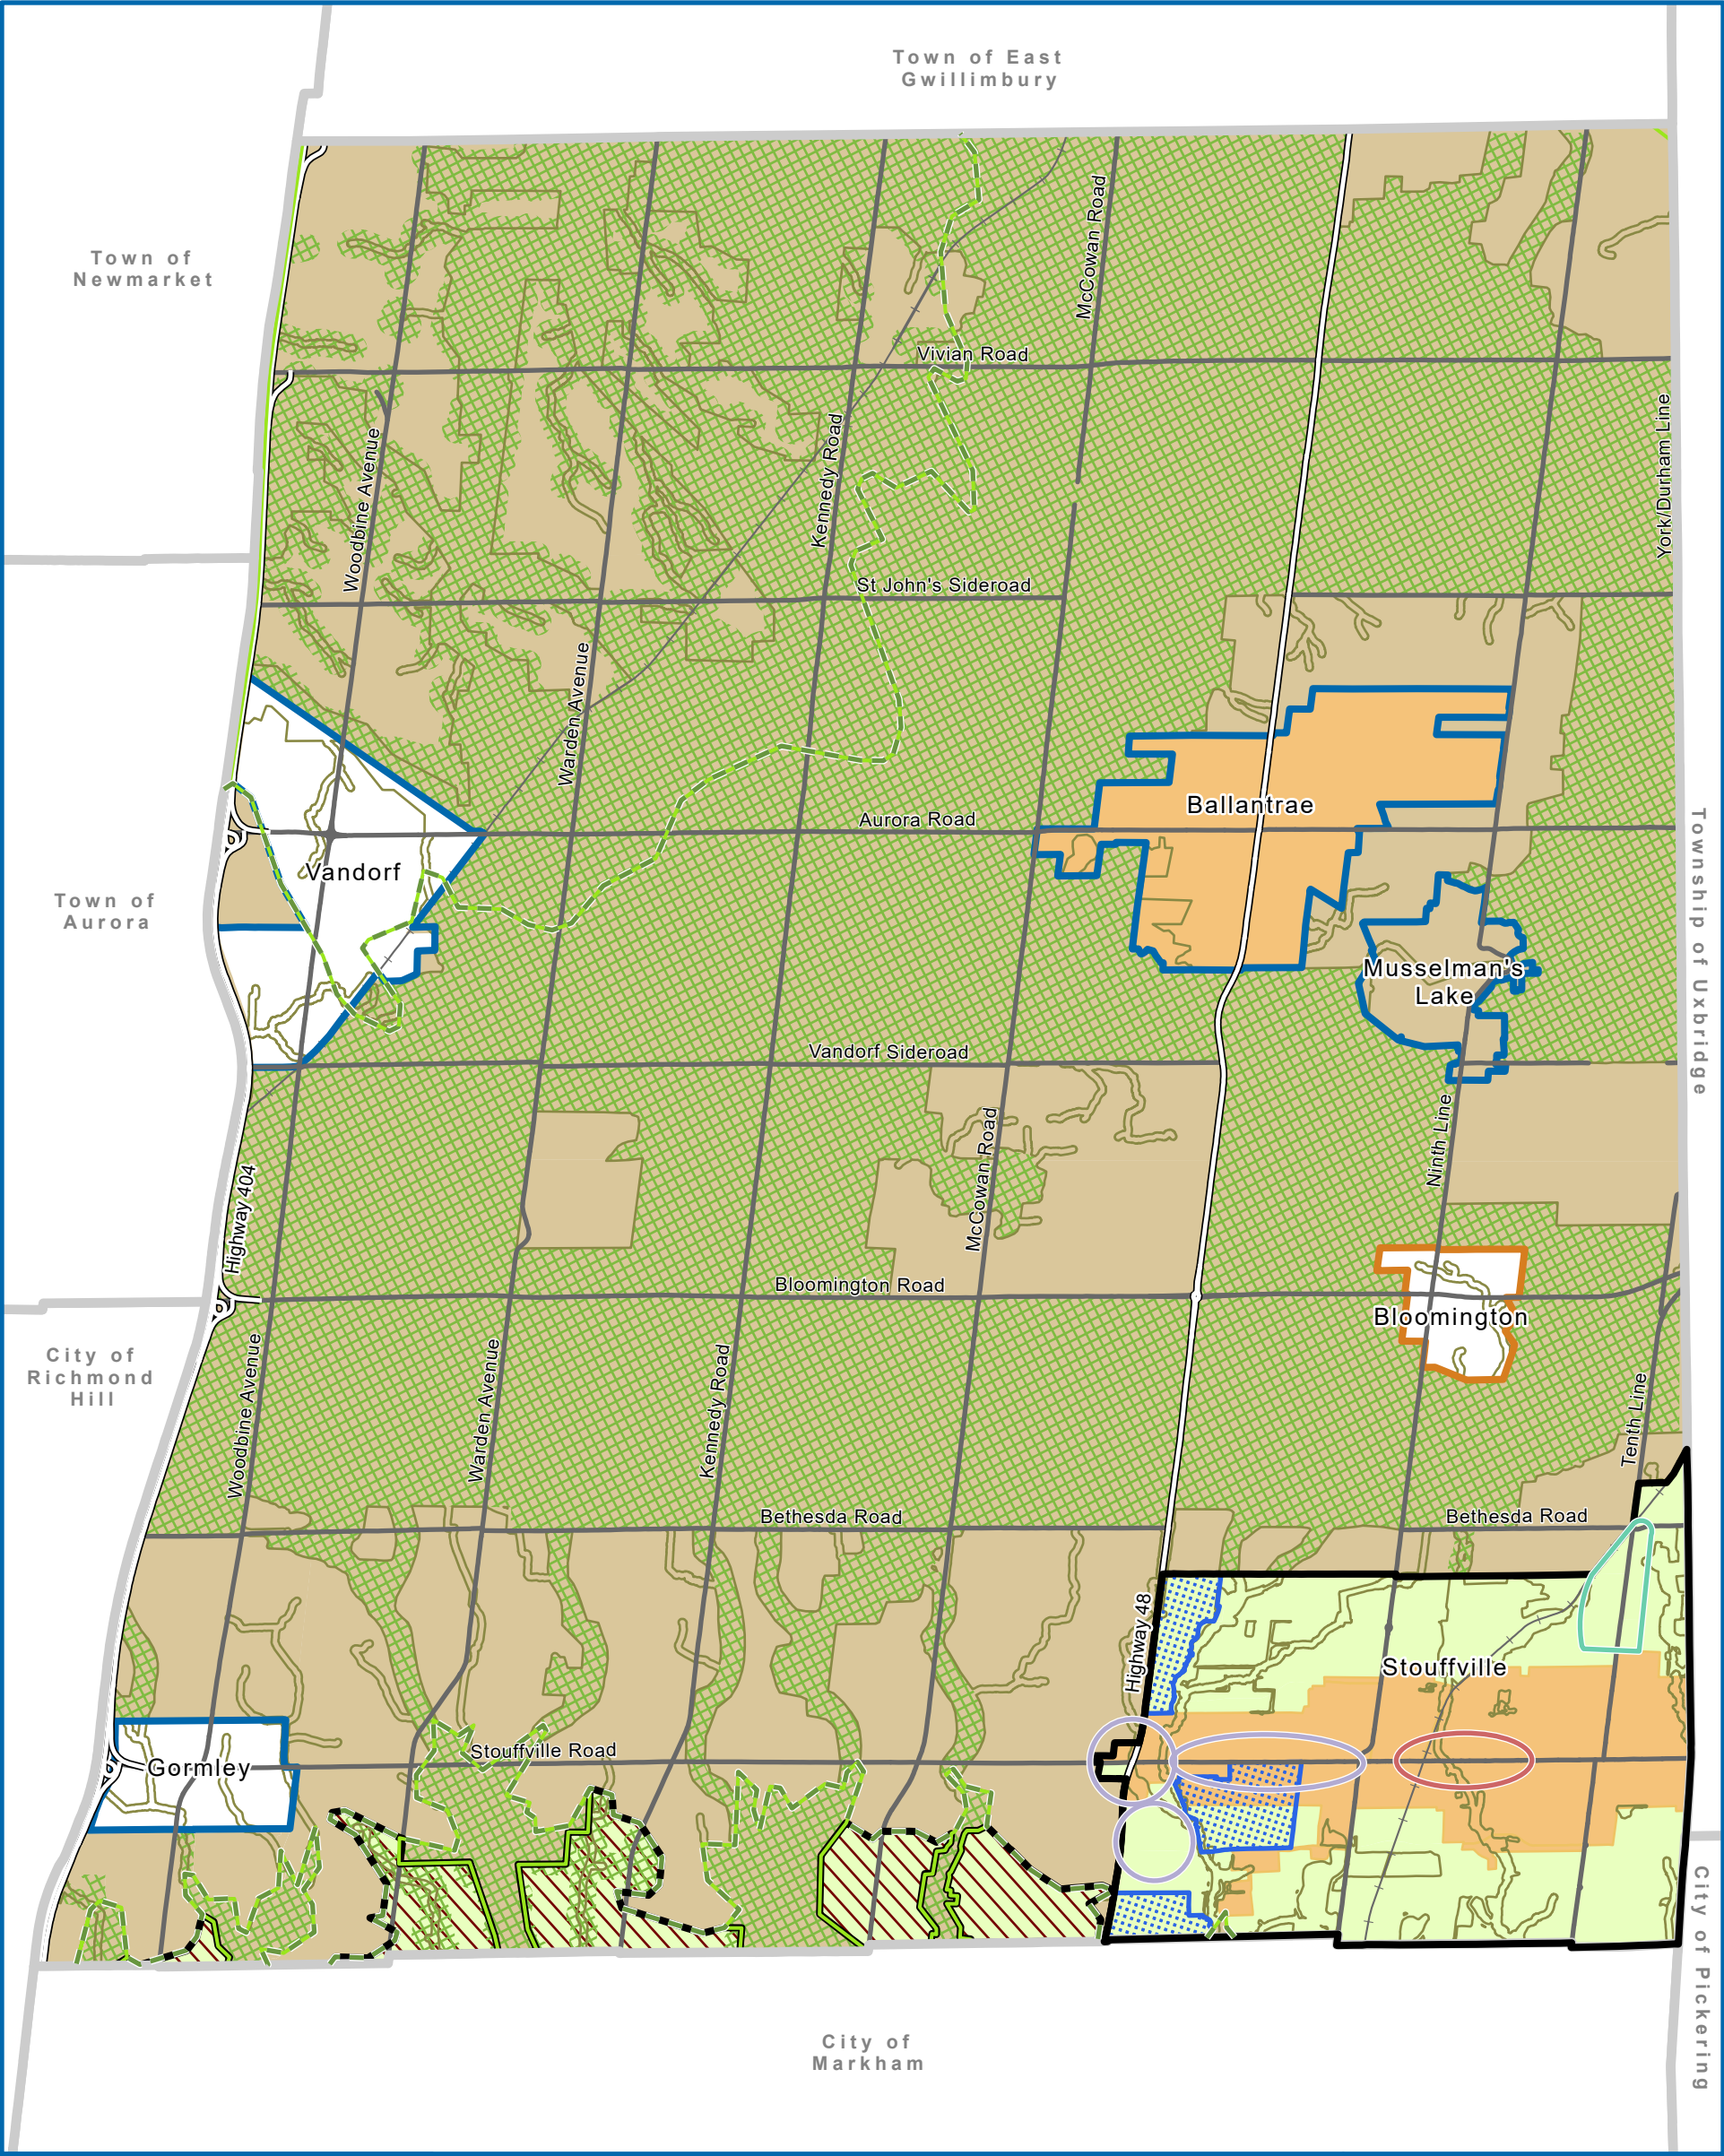 Town of East
Gwillimbury
Town of
Newmarket
McCowan Road
Vivian Road
York/Durham Line
Kennedy Road
Woodbine Avenue
St John's Sideroad
Warden Avenue
Ballantrae
Aurora Road
Vandorf
Town of
Aurora
Township of Uxbridge
Musselman's
Lake
Vandorf Sideroad
Ninth Line
McCowan Road
Highway 404
Bloomington Road
Bloomington
City of
Richmond
Hill
Woodbine Avenue
Warden Avenue
Kennedy Road
Tenth Line
Bethesda Road
Bethesda Road
Highway 48
Stouffville
Stouffville Road
Gormley
City of Pickering
City of
Markham